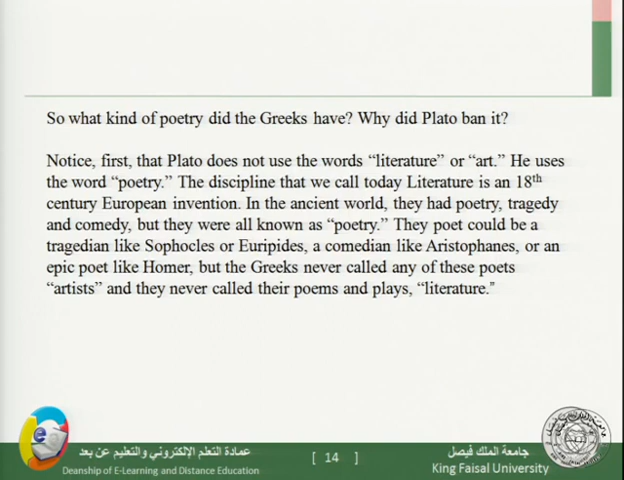 So what kind of poetry did the Greeks have? Why did Plato ban it?
Notice, first, that Plato does not use the words “literature” or “art.” He uses
the word “poetry.” The discipline that we call today Literature is an 18th
century European invention. In the ancient world, they had poetry, tragedy
and comedy, but they were all known as “poetry.” They poet could be a
tragedian like Sophocles or Euripides, a comedian like Aristophanes, or an
epic poet like Homer, but the Greeks never called any of these poets
“artists” and they never called their poems and plays, “literature.”
عمادة التعلم الإلكتروني والتعليم عن بعد
Deanship of E-Learning and Distance Education
[ 14 ]
جامعة الملك فيصل
King Faisal University